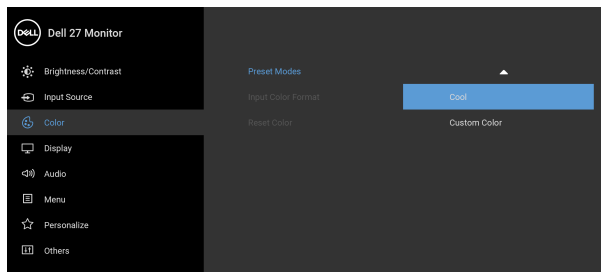 DELL Dell 27 Monitor
Brightness/Contrast
Input Source
Color
Display
Audio
Menu
Personalize
Others
Preset Modes
Input Color Format
Reset Color
Cool
Custom Color